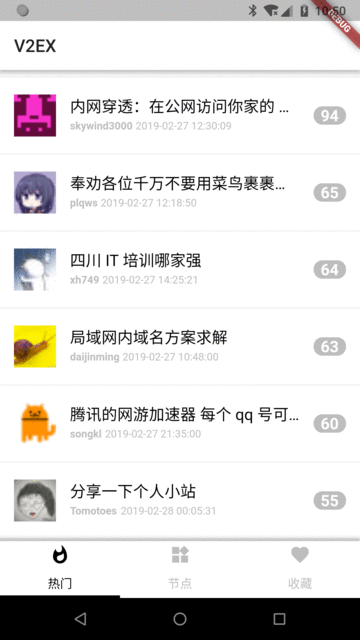 10:50
DEBUG
V2EX
内网穿透：在公网访问你家的 ...
94
skywind3000 2019-02-27 12:30:09
奉劝各位千万不要用菜鸟裹裹...
65
plqws 2019-02-27 12:18:50
四川 IT 培训哪家强
64
xh749 2019-02-27 14:25:21
局域网内域名方案求解
63
daijinming 2019-02-27 10:48:00
腾讯的网游加速器 每个 qq 号可...
60
songkl 2019-02-27 21:35:00
分享一下个人小站
55
Tomotoes 2019-02-28 00:05:31
热门 节点 收藏